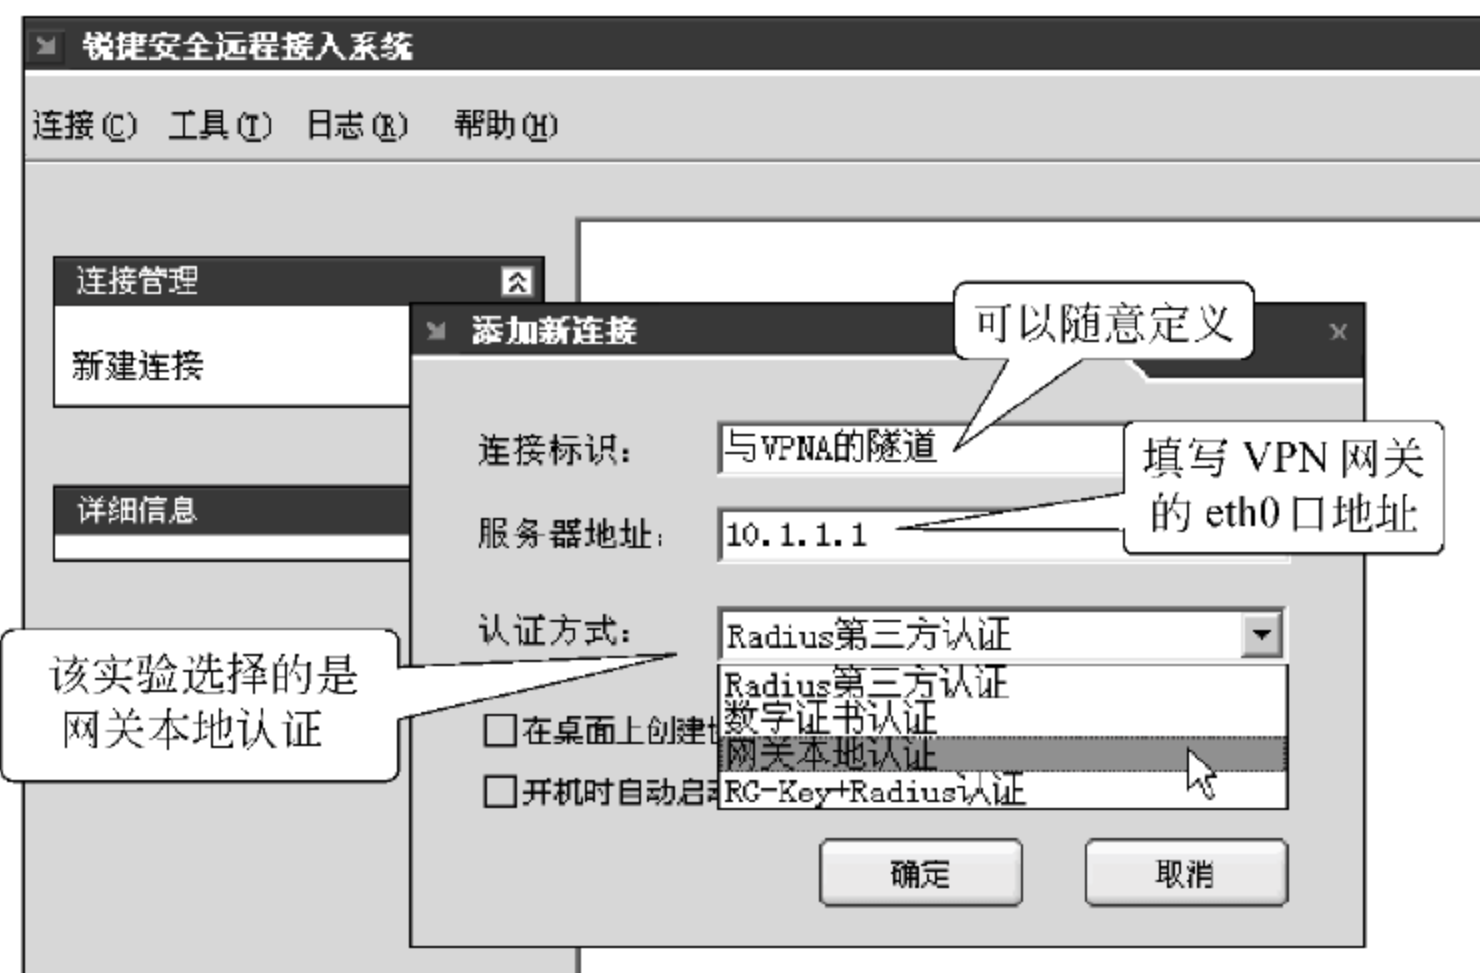 锐捷安全远程接入系统
连接(C) 工具(T) 日志(R) 帮助(H)
连接管理
新建连接
详细信息
添加新连接
可以随意定义
连接标识：
与VPNA的隧道
填写 VPN 网关
的 eth0 口地址
服务器地址：
10.1.1.1
认证方式：
Radius第三方认证
Radius第三方认证
数字证书认证
网关本地认证
RG-Key+Radius认证
该实验选择的是
网关本地认证
在桌面上创建
开机时自动启
确定
取消